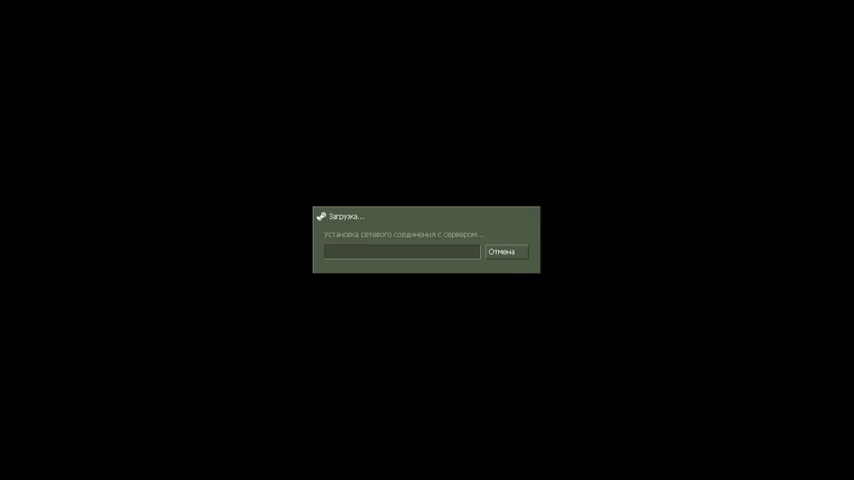 Загрузка...
Установка сетевого соединения с сервером...
Отмена